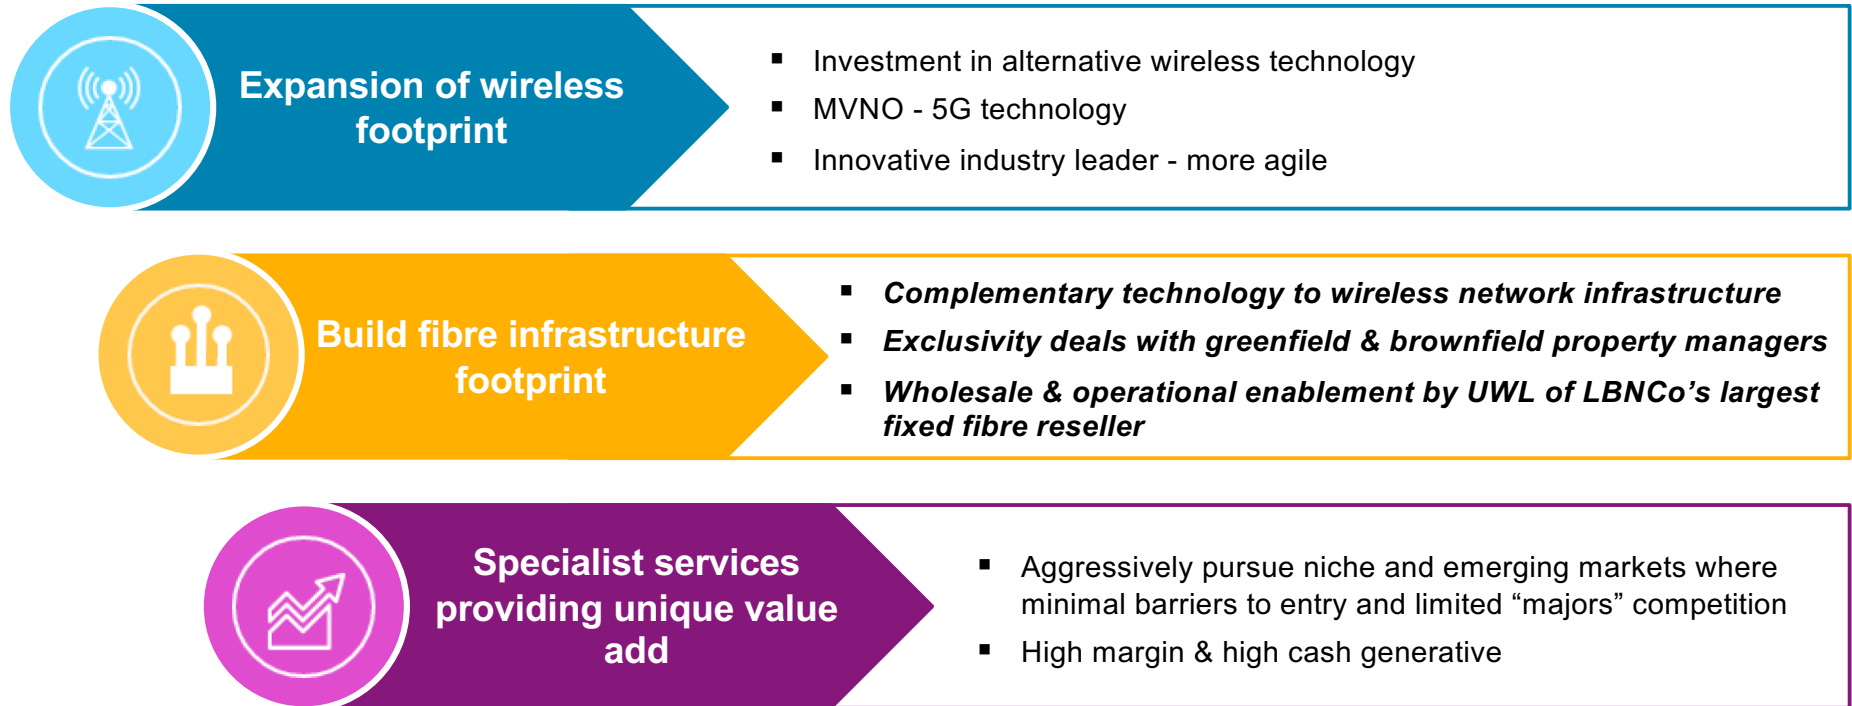 Expansion of wireless
footprint
▪ Investment in alternative wireless technology
▪ MVNO - 5G technology
▪ Innovative industry leader - more agile
Build fibre infrastructure
footprint
▪ Complementary technology to wireless network infrastructure
▪ Exclusivity deals with greenfield & brownfield property managers
▪ Wholesale & operational enablement by UWL of LBNCo’s largest
fixed fibre reseller
Specialist services
providing unique value
add
▪ Aggressively pursue niche and emerging markets where
minimal barriers to entry and limited “majors” competition
▪ High margin & high cash generative